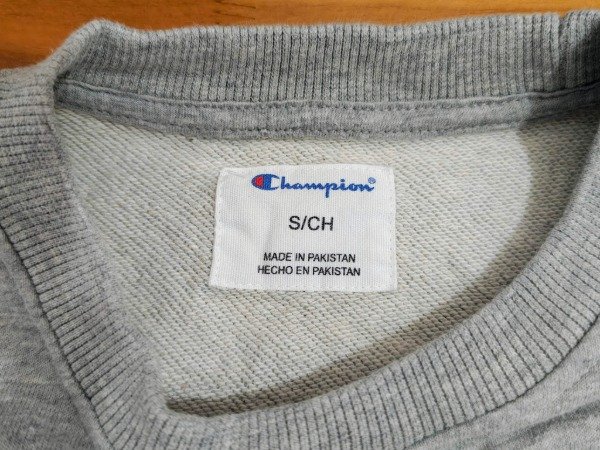 Champion®
S/CH
MADE IN PAKISTAN
HECHO EN PAKISTAN